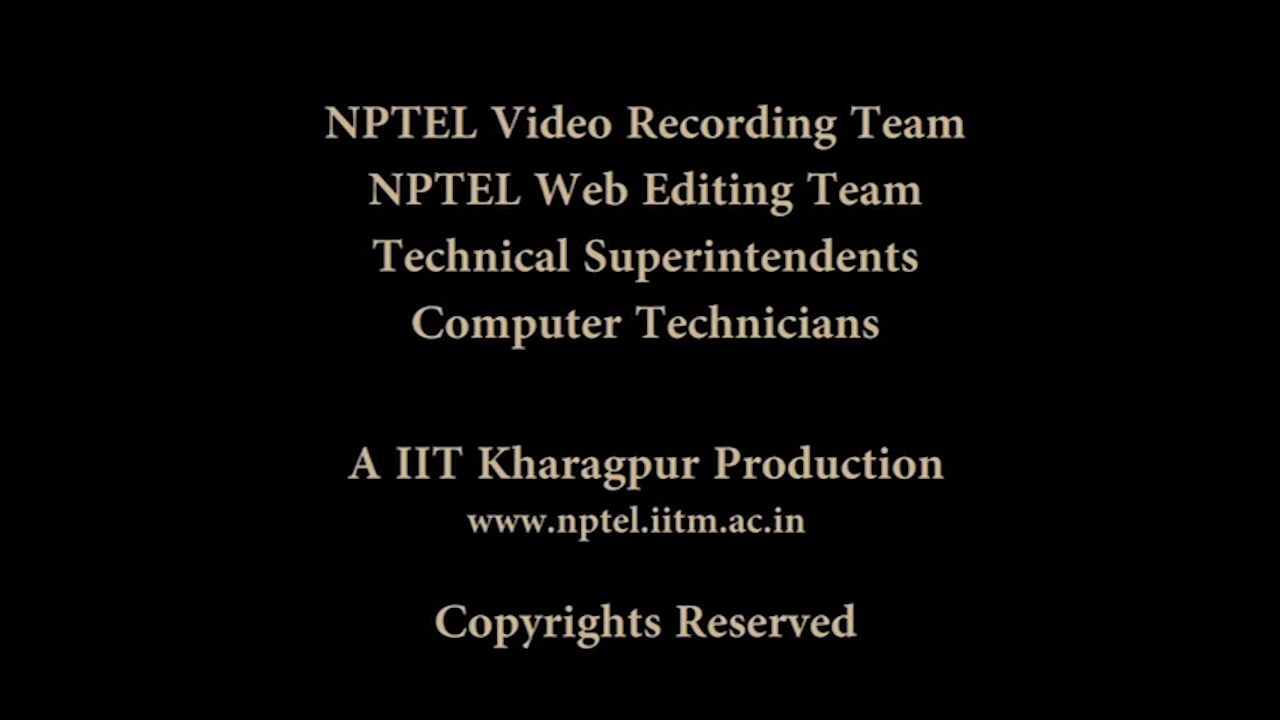 NPTEL Video Recording Team
NPTEL Web Editing Team
Technical Superintendents
Computer Technicians
A IIT Kharagpur Production
www.nptel.iitm.ac.in
Copyrights Reserved